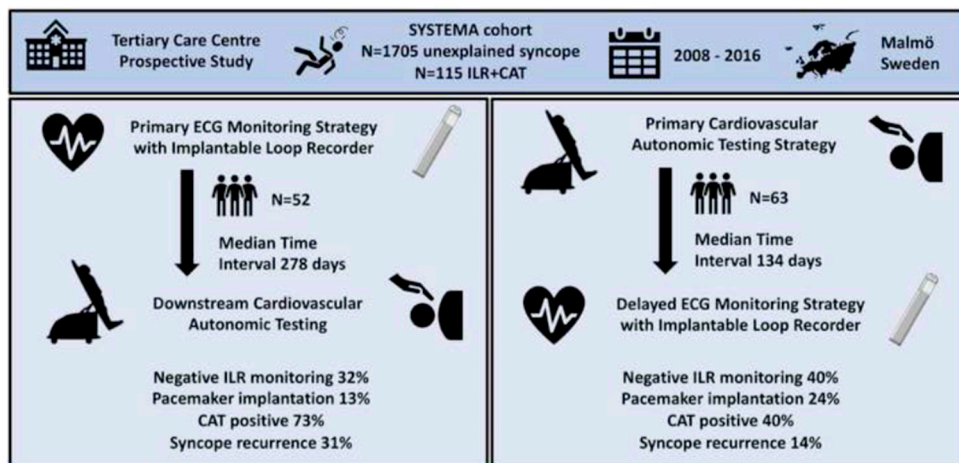 Tertiary Care Centre
Prospective Study
SYSTEMA cohort
N=1705 unexplained syncope
N=115 ILR+CAT
2008 - 2016
Malmö
Sweden
Primary ECG Monitoring Strategy
with Implantable Loop Recorder
N=52
Median Time
Interval 278 days
Downstream Cardiovascular
Autonomic Testing
Negative ILR monitoring 32%
Pacemaker implantation 13%
CAT positive 73%
Syncope recurrence 31%
Primary Cardiovascular
Autonomic Testing Strategy
N=63
Median Time
Interval 134 days
Delayed ECG Monitoring Strategy
with Implantable Loop Recorder
Negative ILR monitoring 40%
Pacemaker implantation 24%
CAT positive 40%
Syncope recurrence 14%